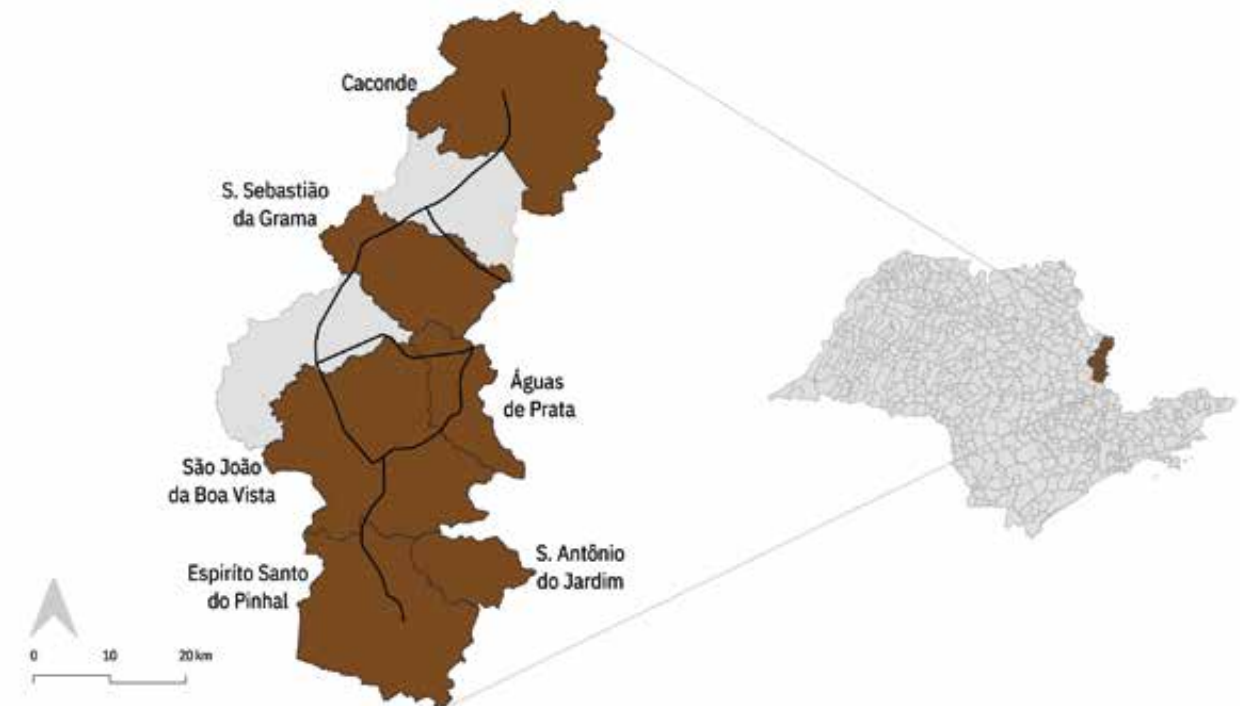 Caconde
S. Sebastião
da Grama
Águas
de Prata
São João
da Boa Vista
S. Antônio
do Jardim
Espiríto Santo
do Pinhal
0 10 20 km